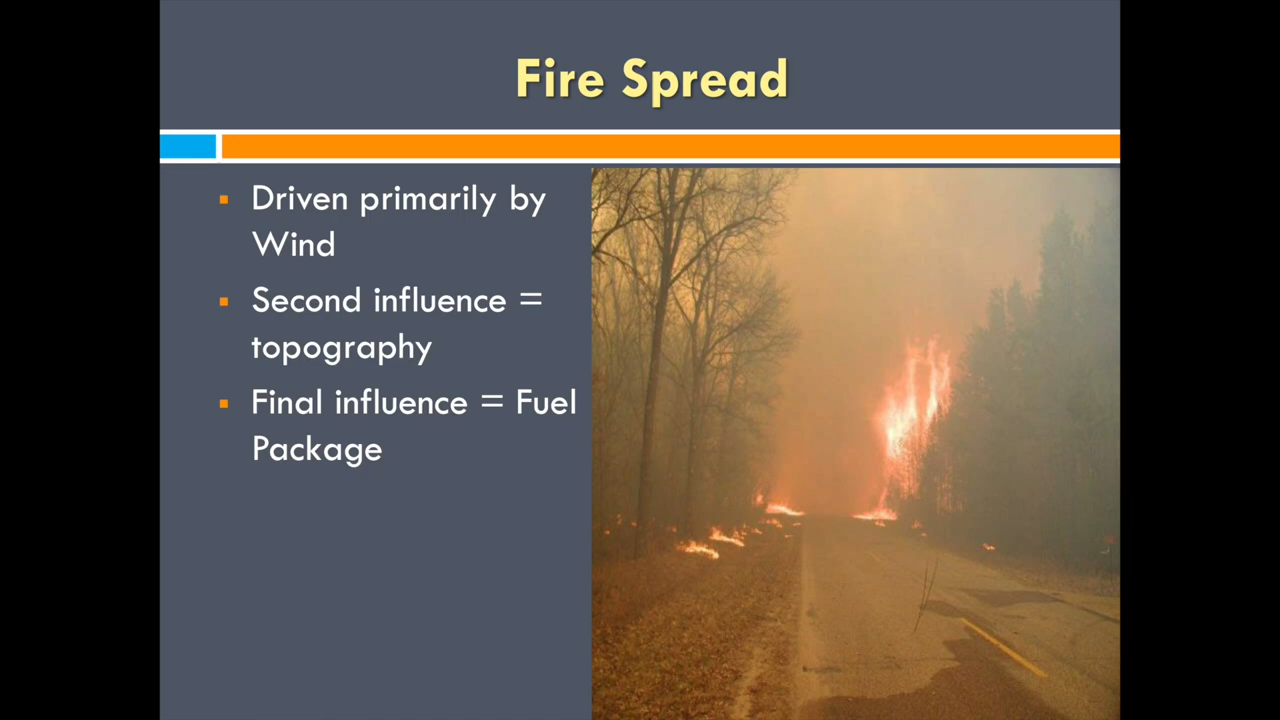 Fire Spread
Driven primarily by
Wind
Second influence =
topography
Final influence = Fuel
Package